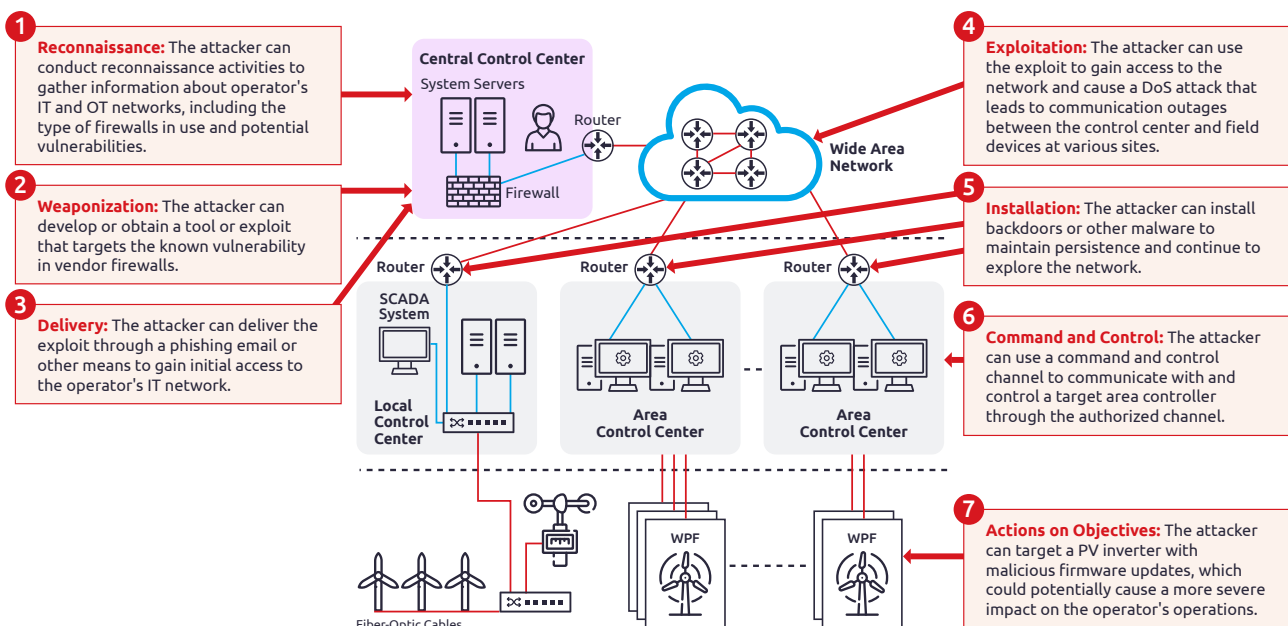 1
Reconnaissance: The attacker can
conduct reconnaissance activities to
gather information about operator's
IT and OT networks, including the
type of firewalls in use and potential
vulnerabilities.
2
Weaponization: The attacker can
develop or obtain a tool or exploit
that targets the known vulnerability
in vendor firewalls.
3
Delivery: The attacker can deliver the
exploit through a phishing email or
other means to gain initial access to
the operator's IT network.
Central Control Center
System Servers
Router
Firewall
Wide Area
Network
4
Exploitation: The attacker can use
the exploit to gain access to the
network and cause a DoS attack that
leads to communication outages
between the control center and field
devices at various sites.
5
Installation: The attacker can install
backdoors or other malware to
maintain persistence and continue to
explore the network.
6
Command and Control: The attacker
can use a command and control
channel to communicate with and
control a target area controller
through the authorized channel.
7
Actions on Objectives: The attacker
can target a PV inverter with
malicious firmware updates, which
could potentially cause a more severe
impact on the operator's operations.
Router
Router
Router
SCADA
System
Local
Control
Center
Area
Control Center
Area
Control Center
WPF
WPF
Fiber-Optic Cables